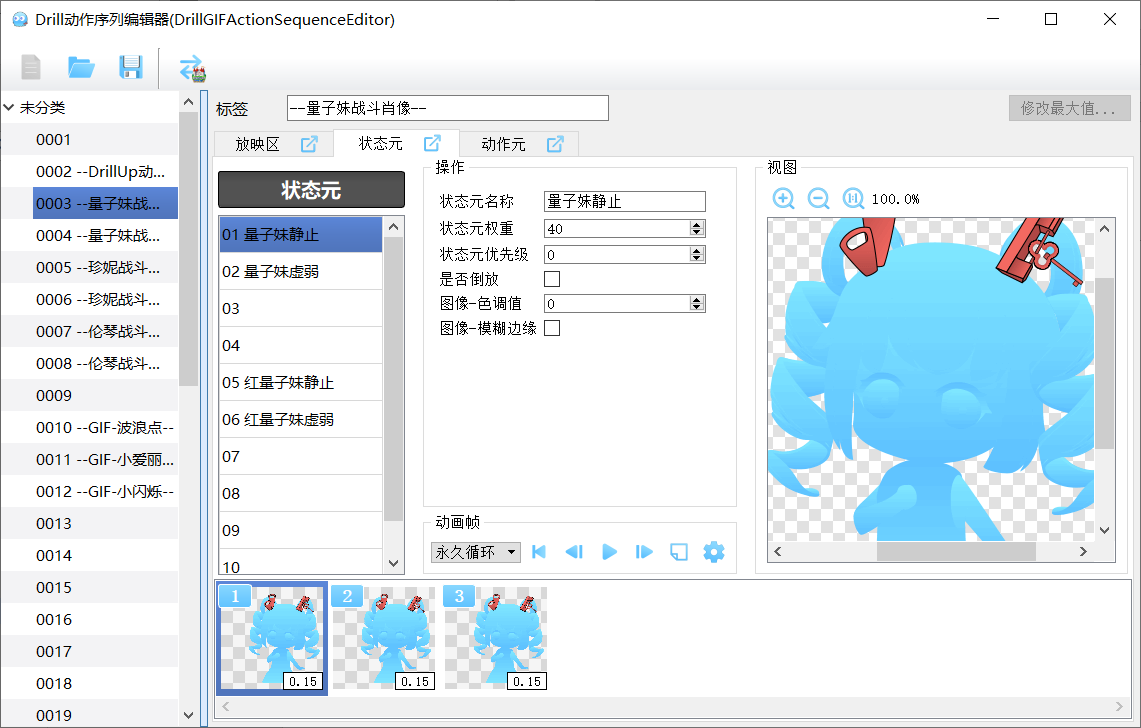 Drill动作序列编辑器(DrillGIFActionSequenceEditor)
未分类
0001
0002 --DrillUp动...
0003 --量子妹战...
0004 --量子妹战...
0005 --珍妮战斗...
0006 --珍妮战斗...
0007 --伦琴战斗...
0008 --伦琴战斗...
0009
0010 --GIF-波浪点--
0011 --GIF-小爱丽...
0012 --GIF-小闪烁--
0013
0014
0015
0016
0017
0018
0019
标签
--量子妹战斗肖像--
修改最大值...
放映区
状态元
动作元
状态元
01 量子妹静止
02 量子妹虚弱
03
04
05 红量子妹静止
06 红量子妹虚弱
07
08
09
10
操作
状态元名称 量子妹静止
状态元权重 40
状态元优先级 0
是否倒放
图像-色调值 0
图像-模糊边缘
动画帧
永久循环
视图
100.0%
1
0.15
2
0.15
3
0.15